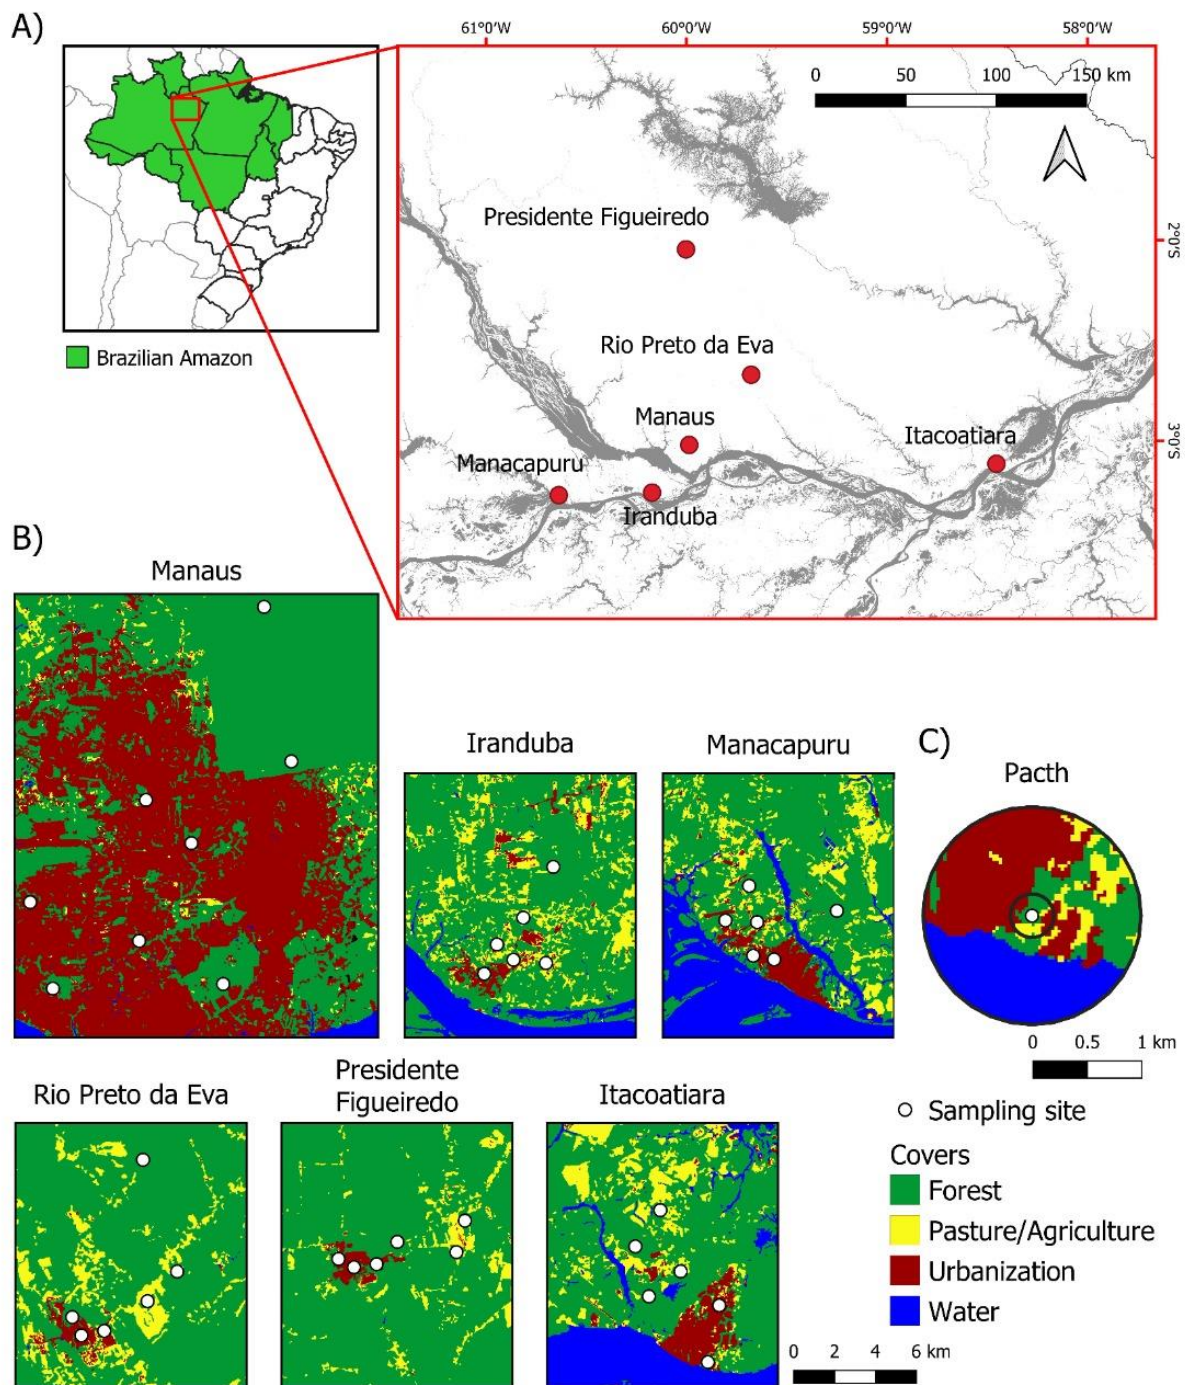 A)
61°0'W 60°0'W 59°0'W 58°0'W
0 50 100 150 km
Presidente Figueiredo
2°0'S
Rio Preto da Eva
Manaus
Itacoatiara
3°0'S
Manacapuru
Iranduba
Brazilian Amazon
B)
Manaus
Iranduba
Manacapuru
C)
Pacth
0 0.5 1 km
Rio Preto da Eva
Presidente
Figueiredo
Itacoatiara
Sampling site
Covers
Forest
Pasture/Agriculture
Urbanization
Water
0 2 4 6 km